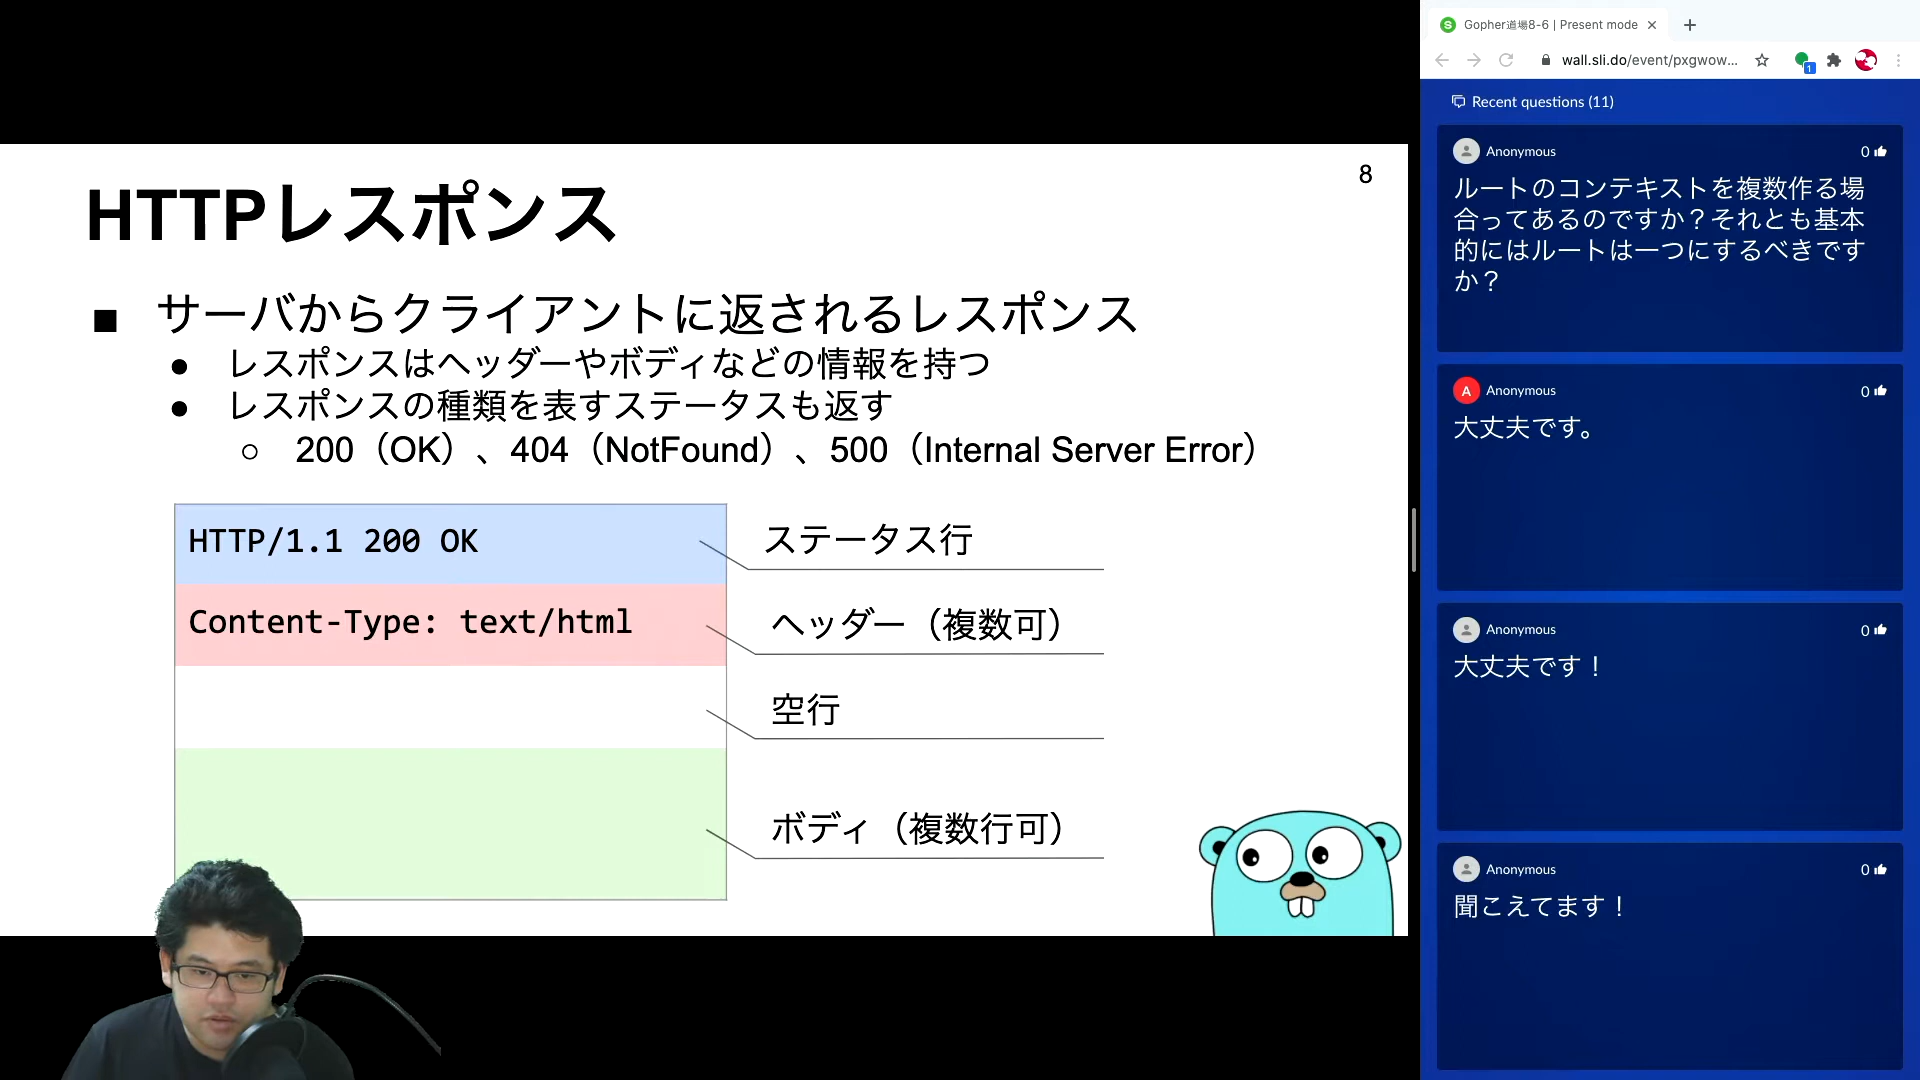 8
HTTPレスポンス
■ サーバからクライアントに返されるレスポンス
● レスポンスはヘッダーやボディなどの情報を持つ
● レスポンスの種類を表すステータスも返す
○ 200（OK）、404（NotFound）、500（Internal Server Error）
HTTP/1.1 200 OK
ステータス行
Content-Type: text/html
ヘッダー（複数可）
空行
ボディ（複数行可）
S Gopher道場8-6 | Present mode
wall.sli.do/event/pxgwow...
1
Recent questions (11)
Anonymous 0
ルートのコンテキストを複数作る場
合ってあるのですか？それとも基本
的にはルートは一つにするべきです
か？
A Anonymous 0
大丈夫です。
Anonymous 0
大丈夫です！
Anonymous 0
聞こえてます！